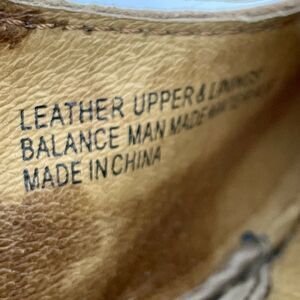 LEATHER UPPER & LINING
BALANCE MAN MADE
MADE IN CHINA